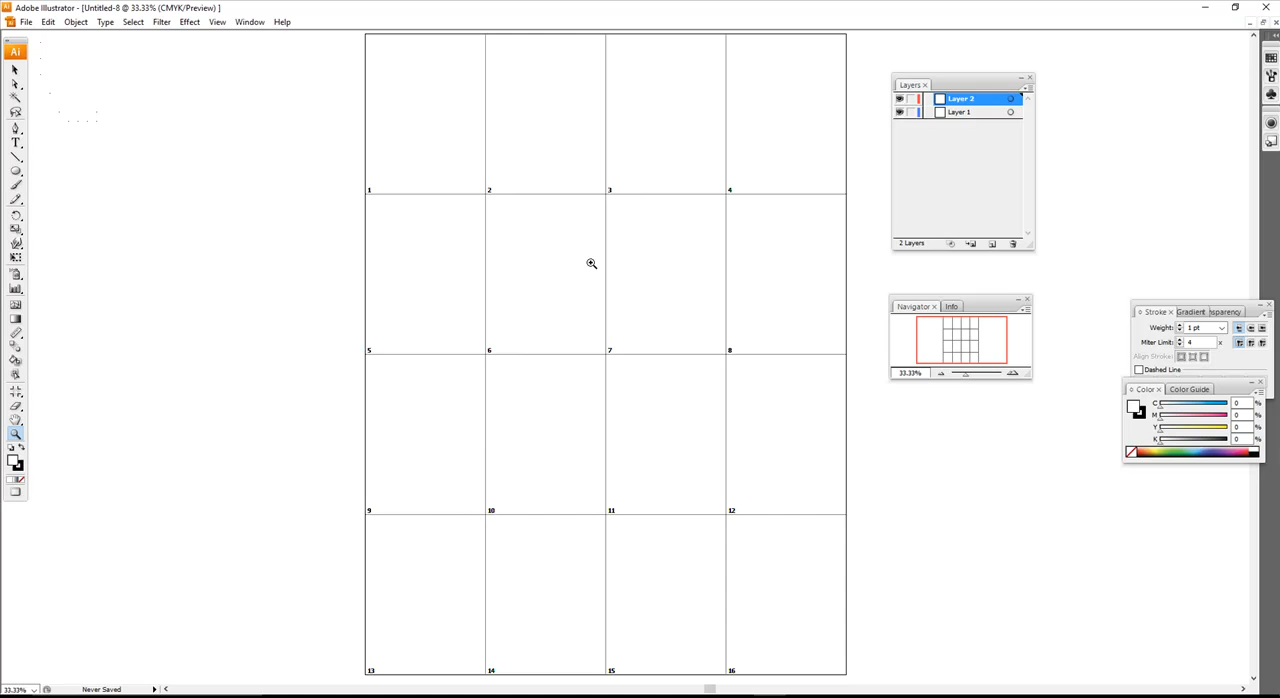 Adobe Illustrator - [Untitled-8 @ 33.33% (CMYK/Preview) ]
File Edit Object Type Select Filter Effect View Window Help
Ai
T
1 2 3 4
5 6 7 8
9 10 11 12
13 14 15 16
Layers
Layer 2
Layer 1
2 Layers
Navigator Info
33.33%
Stroke Gradient sparency
Weight: 1 pt
Miter Limit: 4 x
Align Stroke:
Dashed Line
Color Color Guide
C 0 %
M 0 %
Y 0 %
K 0 %
33.33% Never Saved